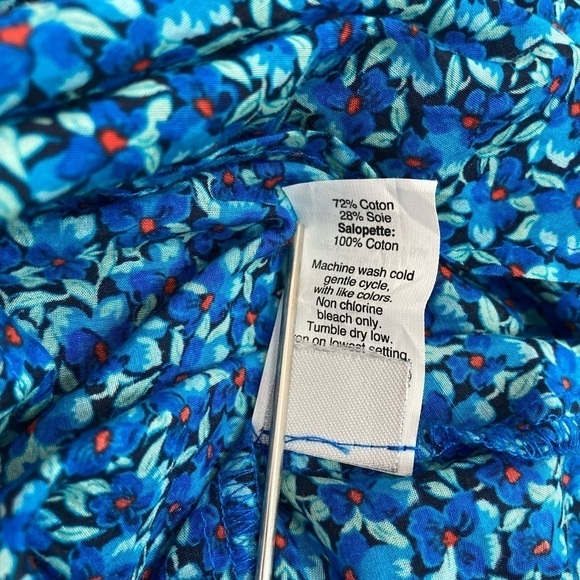 72% Coton
28% Soie
Salopette:
100% Coton
Machine wash cold
gentle cycle,
with like colors.
Non chlorine
bleach only.
Tumble dry low.
on lowest setting.